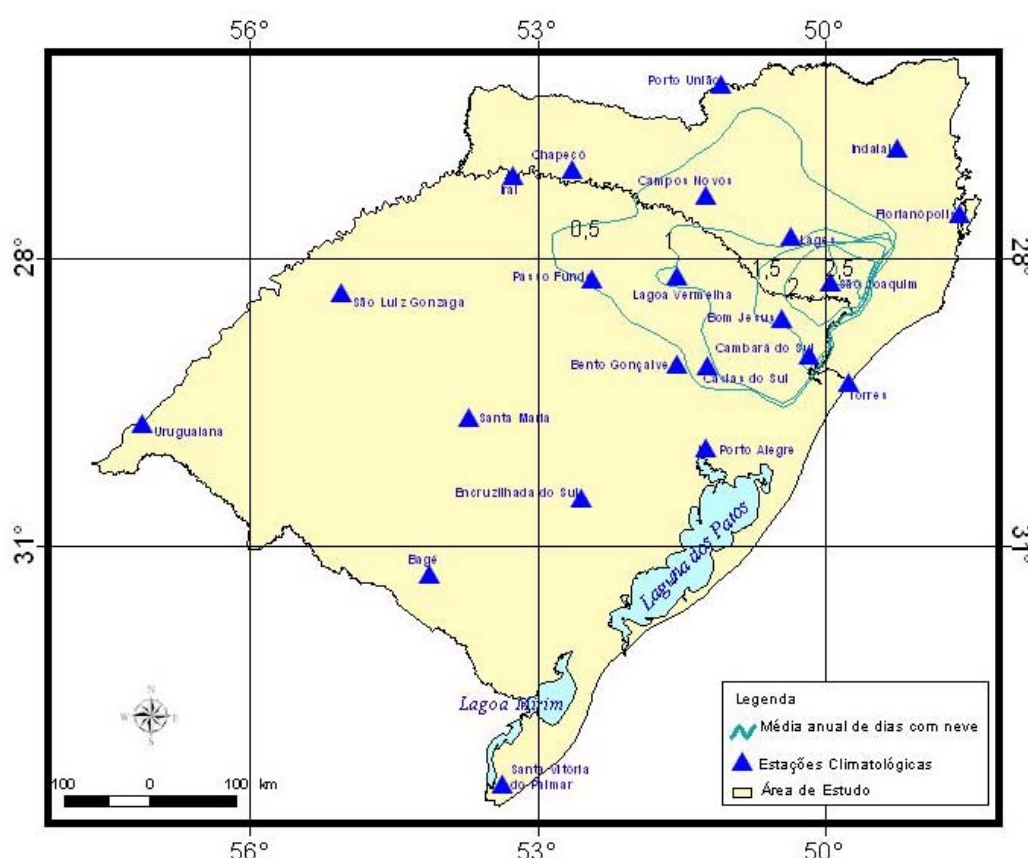 56°
53°
50°
Porto União
Indaial
Chapecó
Iraí
Campos Novos
Florianópolis
0,5
Lages
28°
28°
1,5
2,5
2
Passo Fund
São Joaquim
Lagoa Vermelha
São Luiz Gonzaga
Bom Jesus
Cambará do Sul
Bento Gonçalve
Caxias do Sul
Torres
Santa Maria
Uruguaiana
Porto Alegre
Encruzilhada do Sul
31°
31°
Bagé
Laguna dos Patos
Lagoa Mirim
N
W
E
S
Legenda
Média anual de dias com neve
Estações Climatológicas
Área de Estudo
Santa Vitória
do Palmar
100
0
100 km
56°
53°
50°